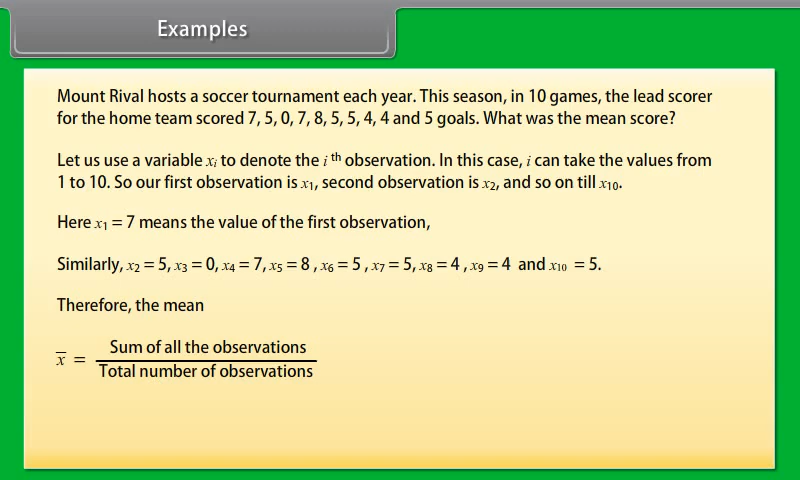 Examples
Mount Rival hosts a soccer tournament each year. This season, in 10 games, the lead scorer
for the home team scored 7, 5, 0, 7, 8, 5, 5, 4, 4 and 5 goals. What was the mean score?
Let us use a variable xᵢ to denote the i ᵗʰ observation. In this case, i can take the values from
1 to 10. So our first observation is x₁, second observation is x₂, and so on till x₁₀.
Here x₁ = 7 means the value of the first observation,
Similarly, x₂ = 5, x₃ = 0, x₄ = 7, x₅ = 8 , x₆ = 5 , x₇ = 5, x₈ = 4 , x₉ = 4 and x₁₀ = 5.
Therefore, the mean
x̅ = Sum of all the observations
Total number of observations